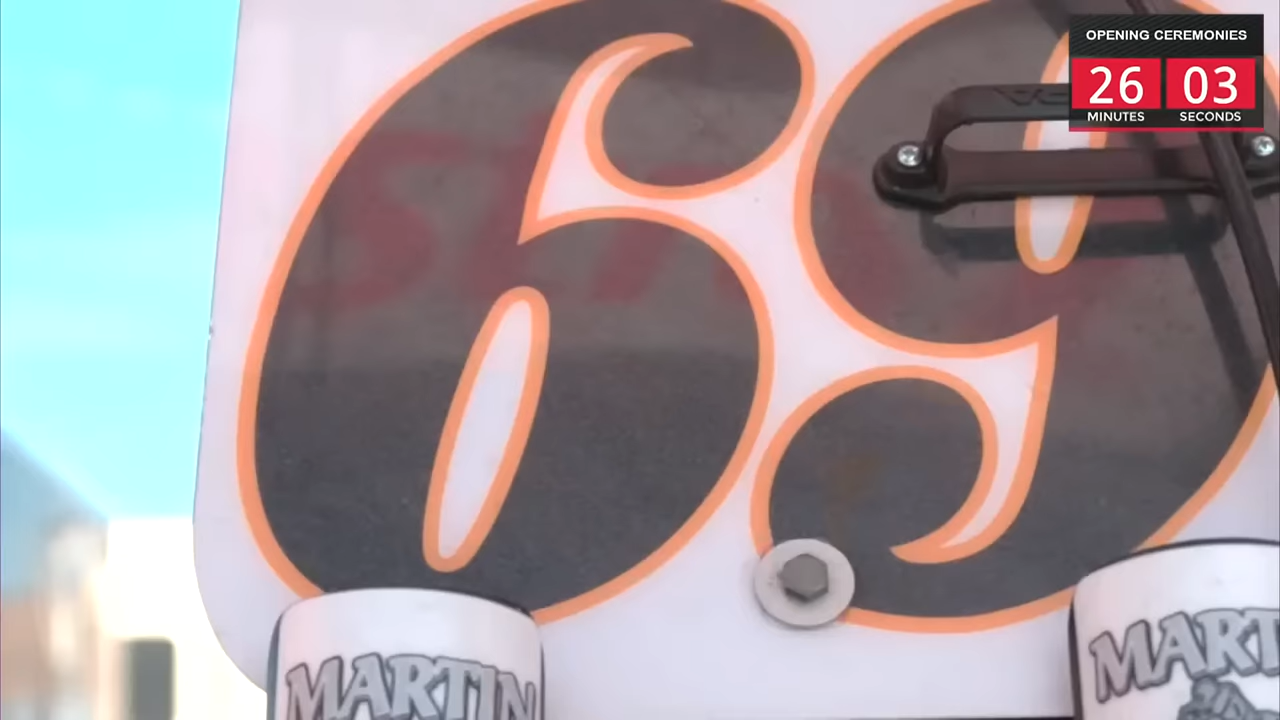 OPENING CEREMONIES
26 03
MINUTES SECONDS
69
MARTIN
MART